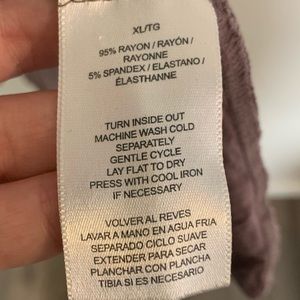 XL/TG
95% RAYON / RAYÓN /
RAYONNE
5% SPANDEX / ELASTANO /
ÉLASTHANNE
TURN INSIDE OUT
MACHINE WASH COLD
SEPARATELY
GENTLE CYCLE
LAY FLAT TO DRY
PRESS WITH COOL IRON
IF NECESSARY
VOLVER AL REVES
LAVAR A MANO EN AGUA FRIA
SEPARADO CICLO SUAVE
EXTENDER PARA SECAR
PLANCHAR CON PLANCHA
TIBIA SI ES NECESARIO